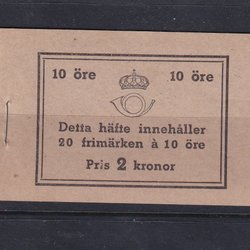 10 öre 10 öre
Detta häfte innehåller
20 frimärken à 10 öre
Pris 2 kronor